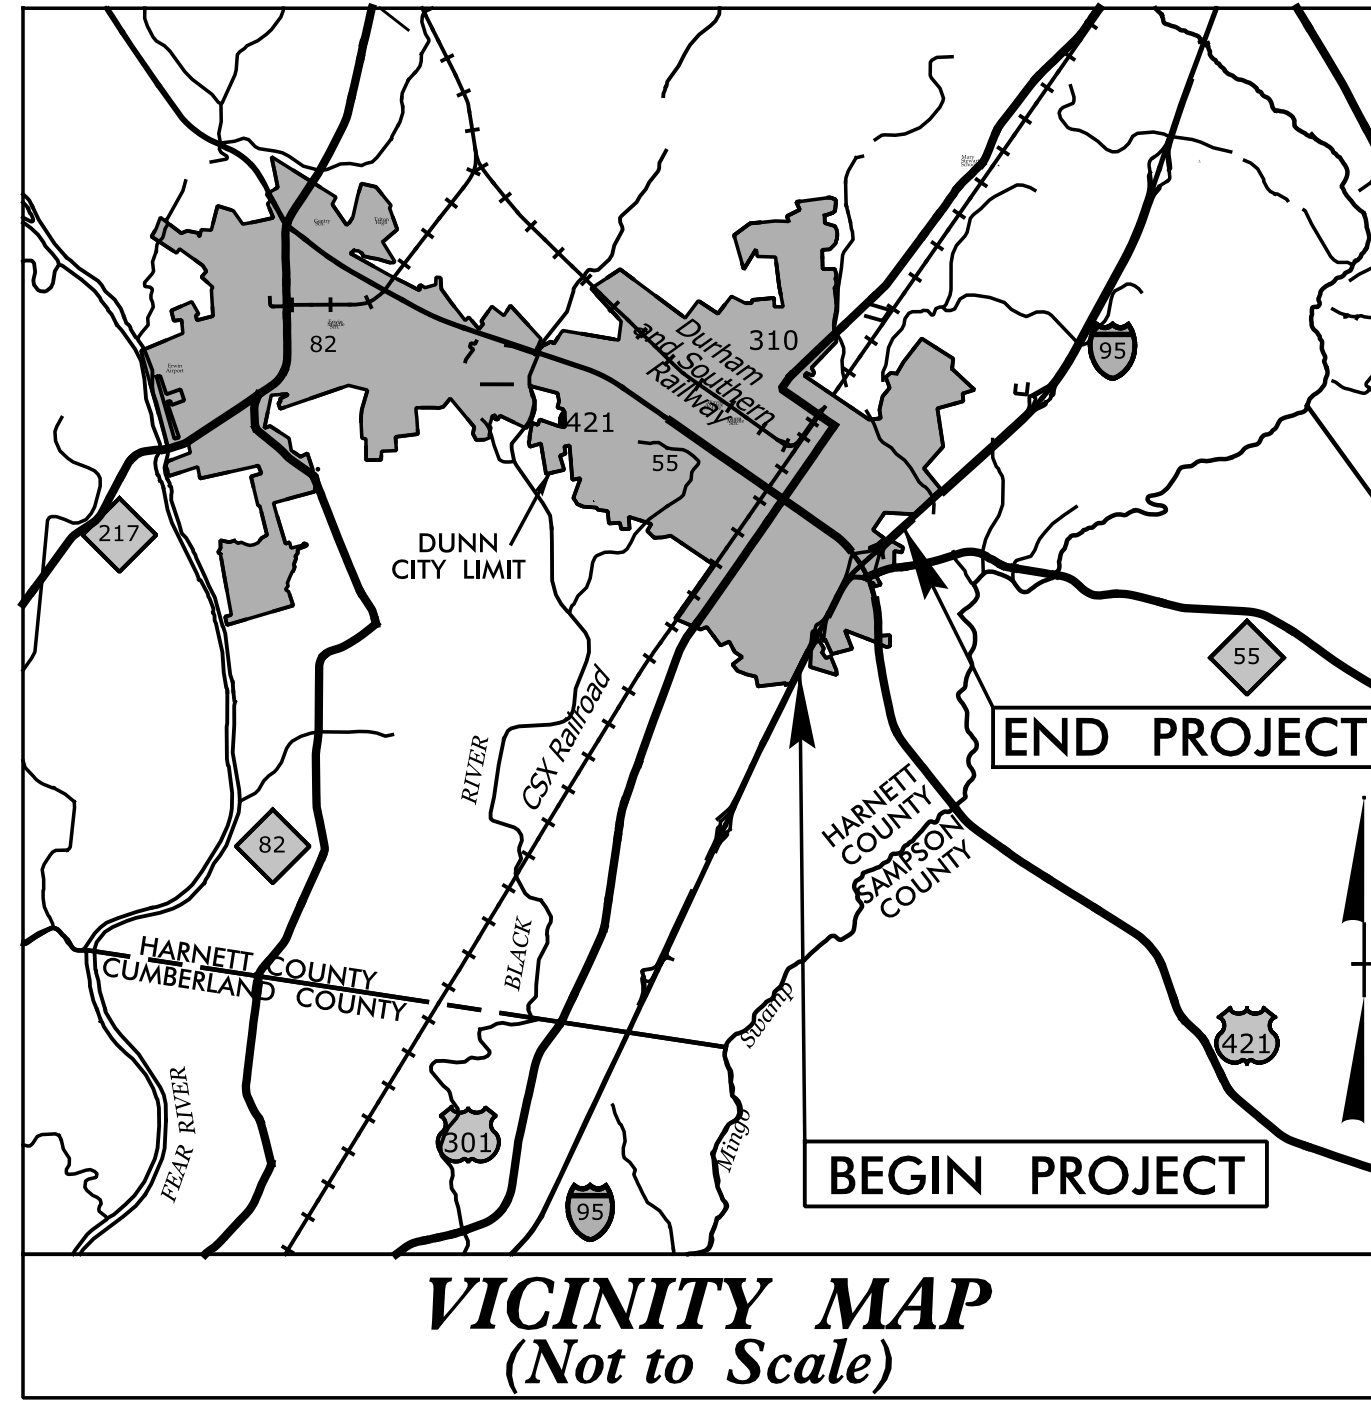 310
82
95
Durham
and Southern
Railway
421
55
217
DUNN
CITY LIMIT
Erwin
Airport
55
END PROJECT
CSX Railroad
RIVER
HARNETT
COUNTY
SAMPSON
COUNTY
82
BLACK
HARNETT COUNTY
CUMBERLAND COUNTY
Swamp
421
FEAR RIVER
301
Mingo
BEGIN PROJECT
95
VICINITY MAP
(Not to Scale)